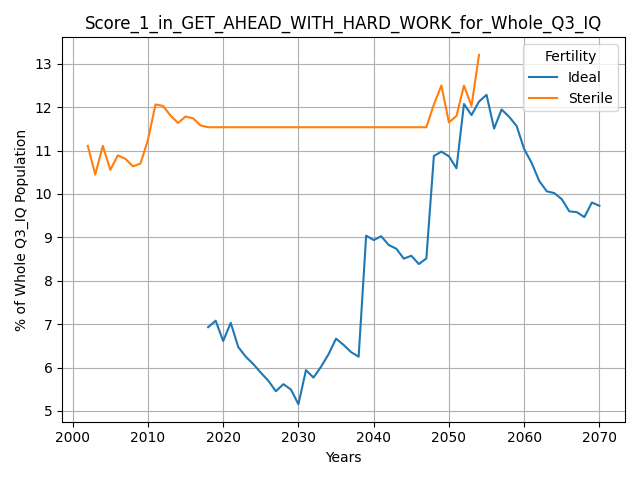 Score_1_in_GET_AHEAD_WITH_HARD_WORK_for_Whole_Q3_IQ
Fertility
Ideal
Sterile
% of Whole Q3_IQ Population
13
12
11
10
9
8
7
6
5
2000 2010 2020 2030 2040 2050 2060 2070
Years